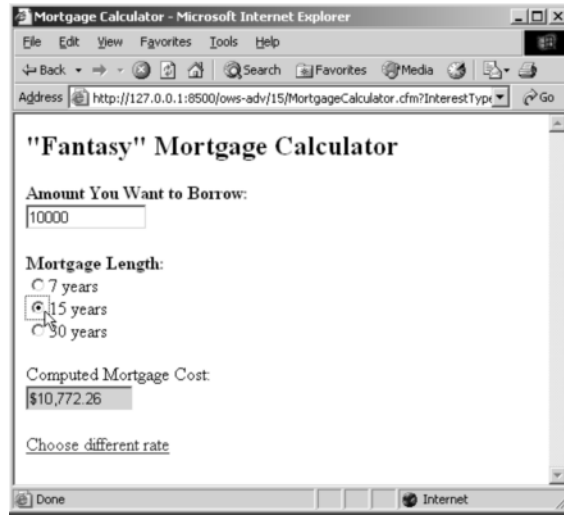 Mortgage Calculator - Microsoft Internet Explorer
File Edit View Favorites Tools Help
Back Search Favorites Media
Address http://127.0.0.1:8500/ows-adv/15/MortgageCalculator.cfm?InterestType Go
"Fantasy" Mortgage Calculator
Amount You Want to Borrow:
10000
Mortgage Length:
7 years
15 years
30 years
Computed Mortgage Cost:
$10,772.26
Choose different rate
Done Internet